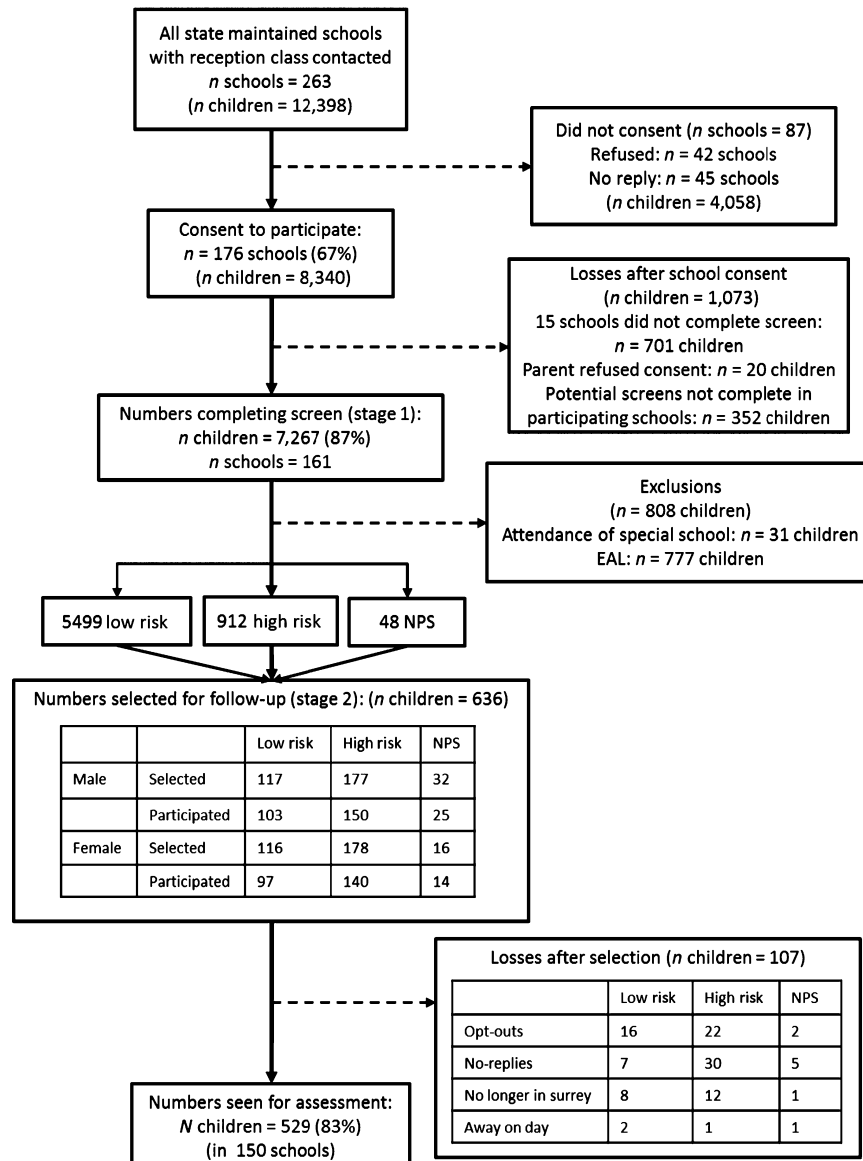 All state maintained schools
with reception class contacted
n schools = 263
(n children = 12,398)
Did not consent (n schools = 87)
Refused: n = 42 schools
No reply: n = 45 schools
(n children = 4,058)
Consent to participate:
n = 176 schools (67%)
(n children = 8,340)
Losses after school consent
(n children = 1,073)
15 schools did not complete screen:
n = 701 children
Parent refused consent: n = 20 children
Potential screens not complete in
participating schools: n = 352 children
Numbers completing screen (stage 1):
n children = 7,267 (87%)
n schools = 161
Exclusions
(n = 808 children)
Attendance of special school: n = 31 children
EAL: n = 777 children
5499 low risk
912 high risk
48 NPS
Numbers selected for follow-up (stage 2): (n children = 636)
Low risk High risk NPS
Male Selected 117 177 32
Participated 103 150 25
Female Selected 116 178 16
Participated 97 140 14
Losses after selection (n children = 107)
Low risk High risk NPS
Opt-outs 16 22 2
No-replies 7 30 5
No longer in surrey 8 12 1
Away on day 2 1 1
Numbers seen for assessment:
N children = 529 (83%)
(in 150 schools)